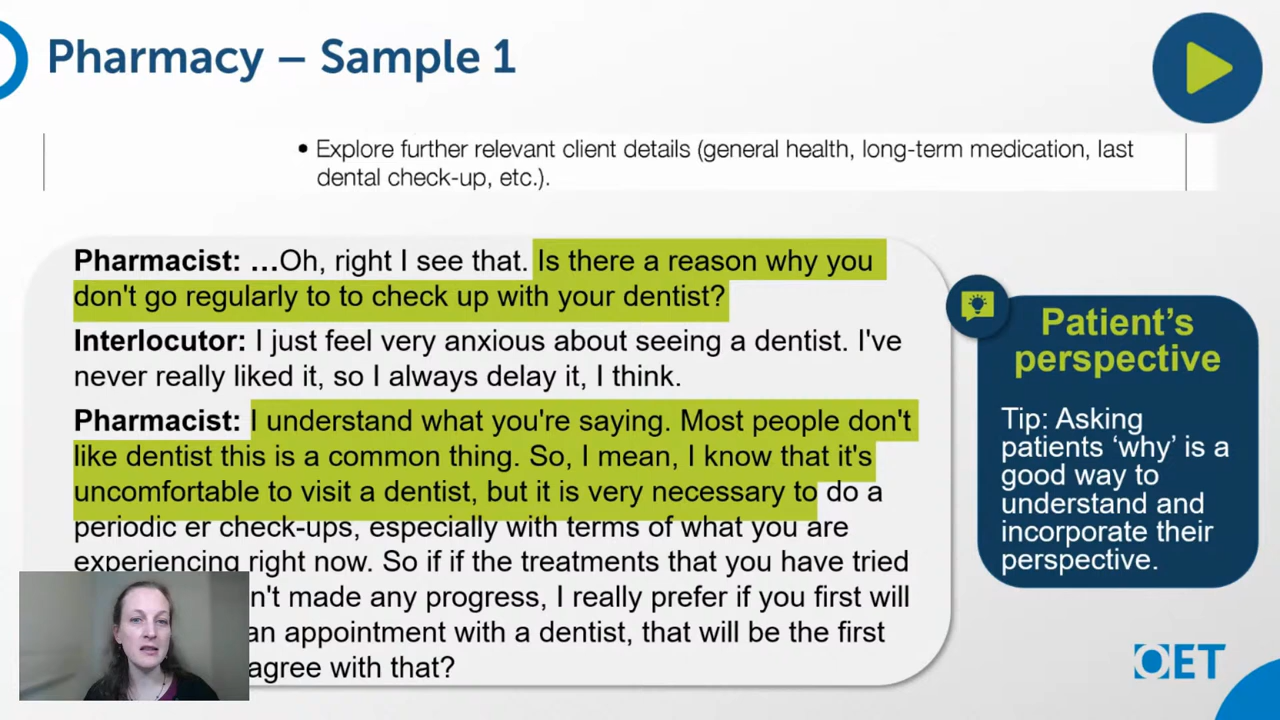 Pharmacy – Sample 1
• Explore further relevant client details (general health, long-term medication, last
dental check-up, etc.).
Pharmacist: …Oh, right I see that. Is there a reason why you
don't go regularly to to check up with your dentist?
Interlocutor: I just feel very anxious about seeing a dentist. I've
never really liked it, so I always delay it, I think.
Pharmacist: I understand what you're saying. Most people don't
like dentist this is a common thing. So, I mean, I know that it's
uncomfortable to visit a dentist, but it is very necessary to do a
periodic er check-ups, especially with terms of what you are
experiencing right now. So if if the treatments that you have tried
n't made any progress, I really prefer if you first will
an appointment with a dentist, that will be the first
agree with that?
Patient's
perspective
Tip: Asking
patients ‘why’ is a
good way to
understand and
incorporate their
perspective.
OET